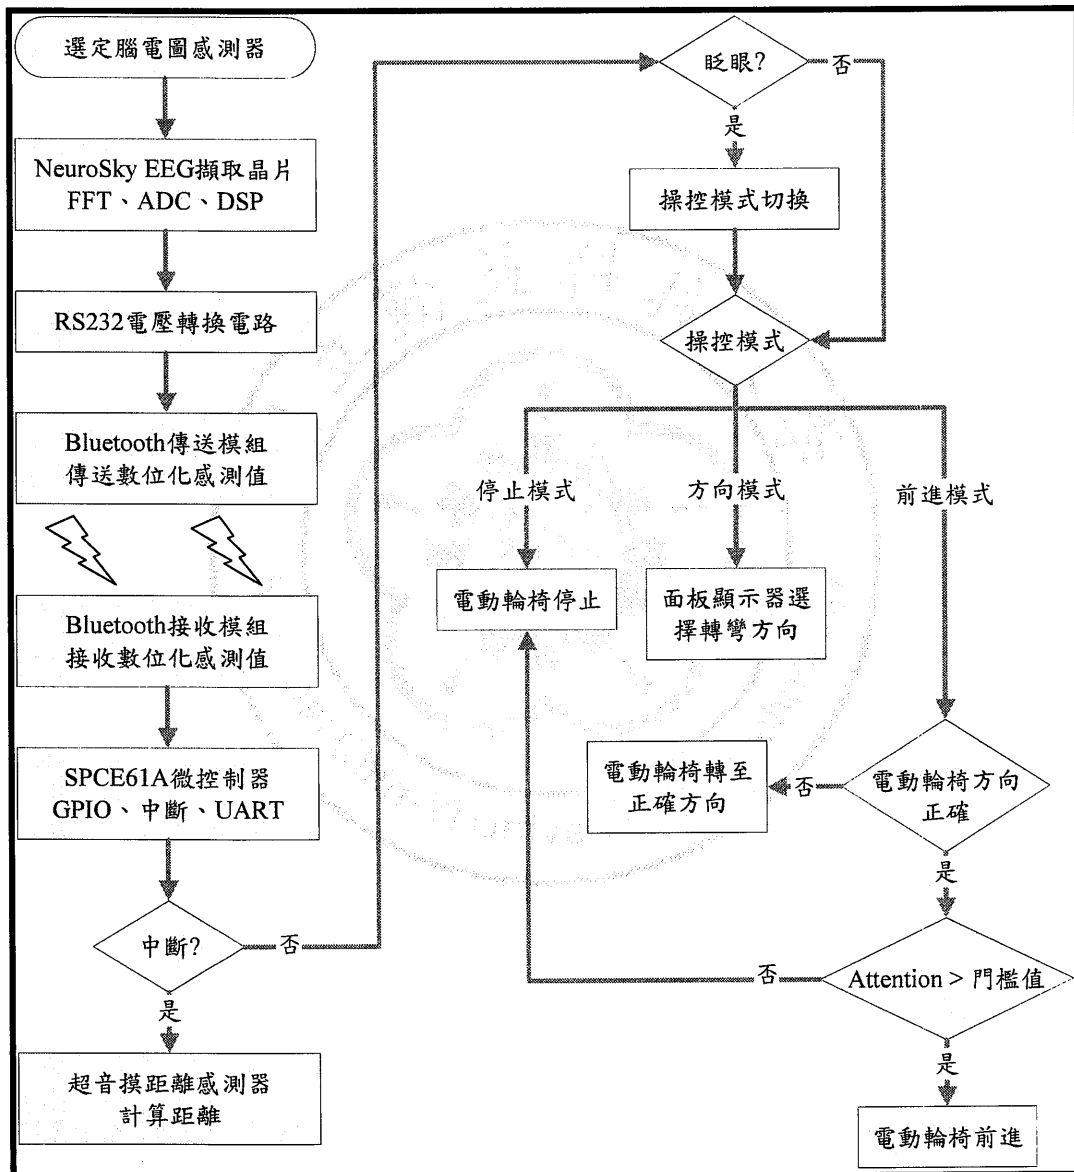 選定腦電圖感測器
NeuroSky EEG擷取晶片
FFT、ADC、DSP
RS232電壓轉換電路
Bluetooth傳送模組
傳送數位化感測值
Bluetooth接收模組
接收數位化感測值
SPCE61A微控制器
GPIO、中斷、UART
中斷?
否
是
超音摸距離感測器
計算距離
眨眼?
否
是
操控模式切換
操控模式
停止模式
方向模式
前進模式
電動輪椅停止
面板顯示器選
擇轉彎方向
電動輪椅方向
正確
否
電動輪椅轉至
正確方向
是
Attention > 門檻值
否
是
電動輪椅前進